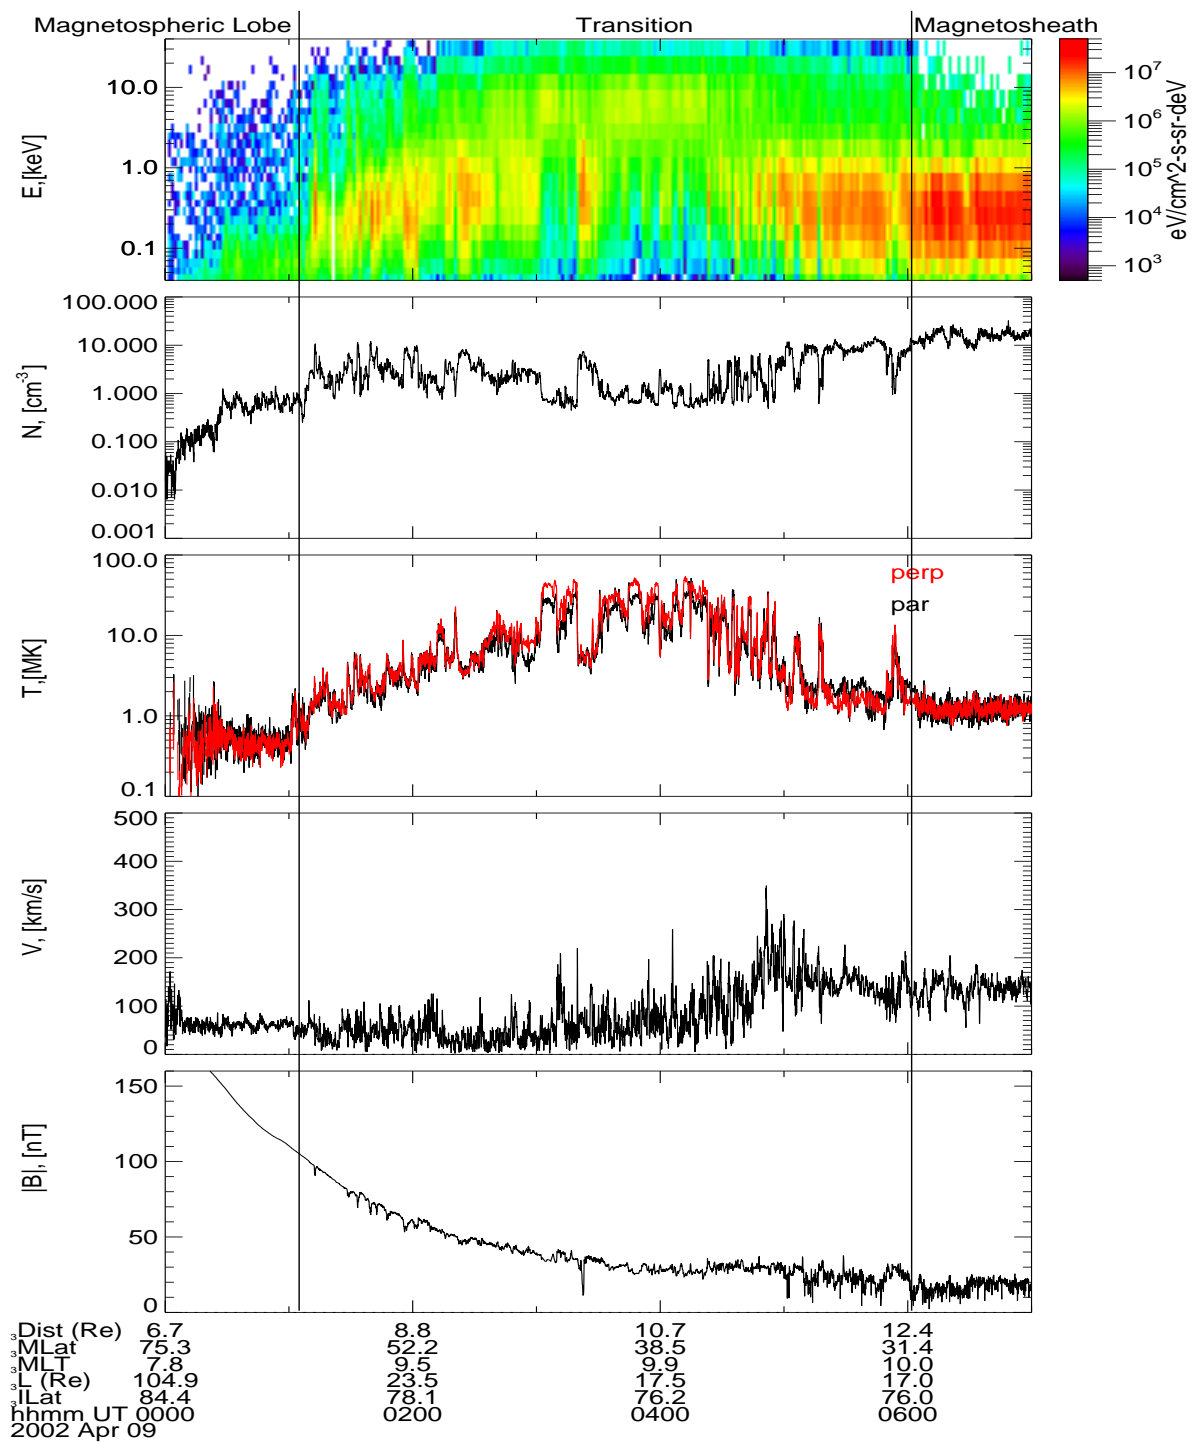 Magnetospheric Lobe Transition Magnetosheath
E,[keV]
10.0
1.0
0.1
10^7
10^6
10^5
10^4
10^3
eV/cm^2-s-sr-deV
N, [cm^-3]
100.000
10.000
1.000
0.100
0.010
0.001
T,[MK]
100.0
10.0
1.0
0.1
perp
par
V, [km/s]
500
400
300
200
100
0
|B|, [nT]
150
100
50
0
3Dist (Re) 6.7 8.8 10.7 12.4
3MLat 75.3 52.2 38.5 31.4
3MLT 7.8 9.5 9.9 10.0
3L (Re) 104.9 23.5 17.5 17.0
3ILat 84.4 78.1 76.2 76.0
hhmm UT 0000 0200 0400 0600
2002 Apr 09